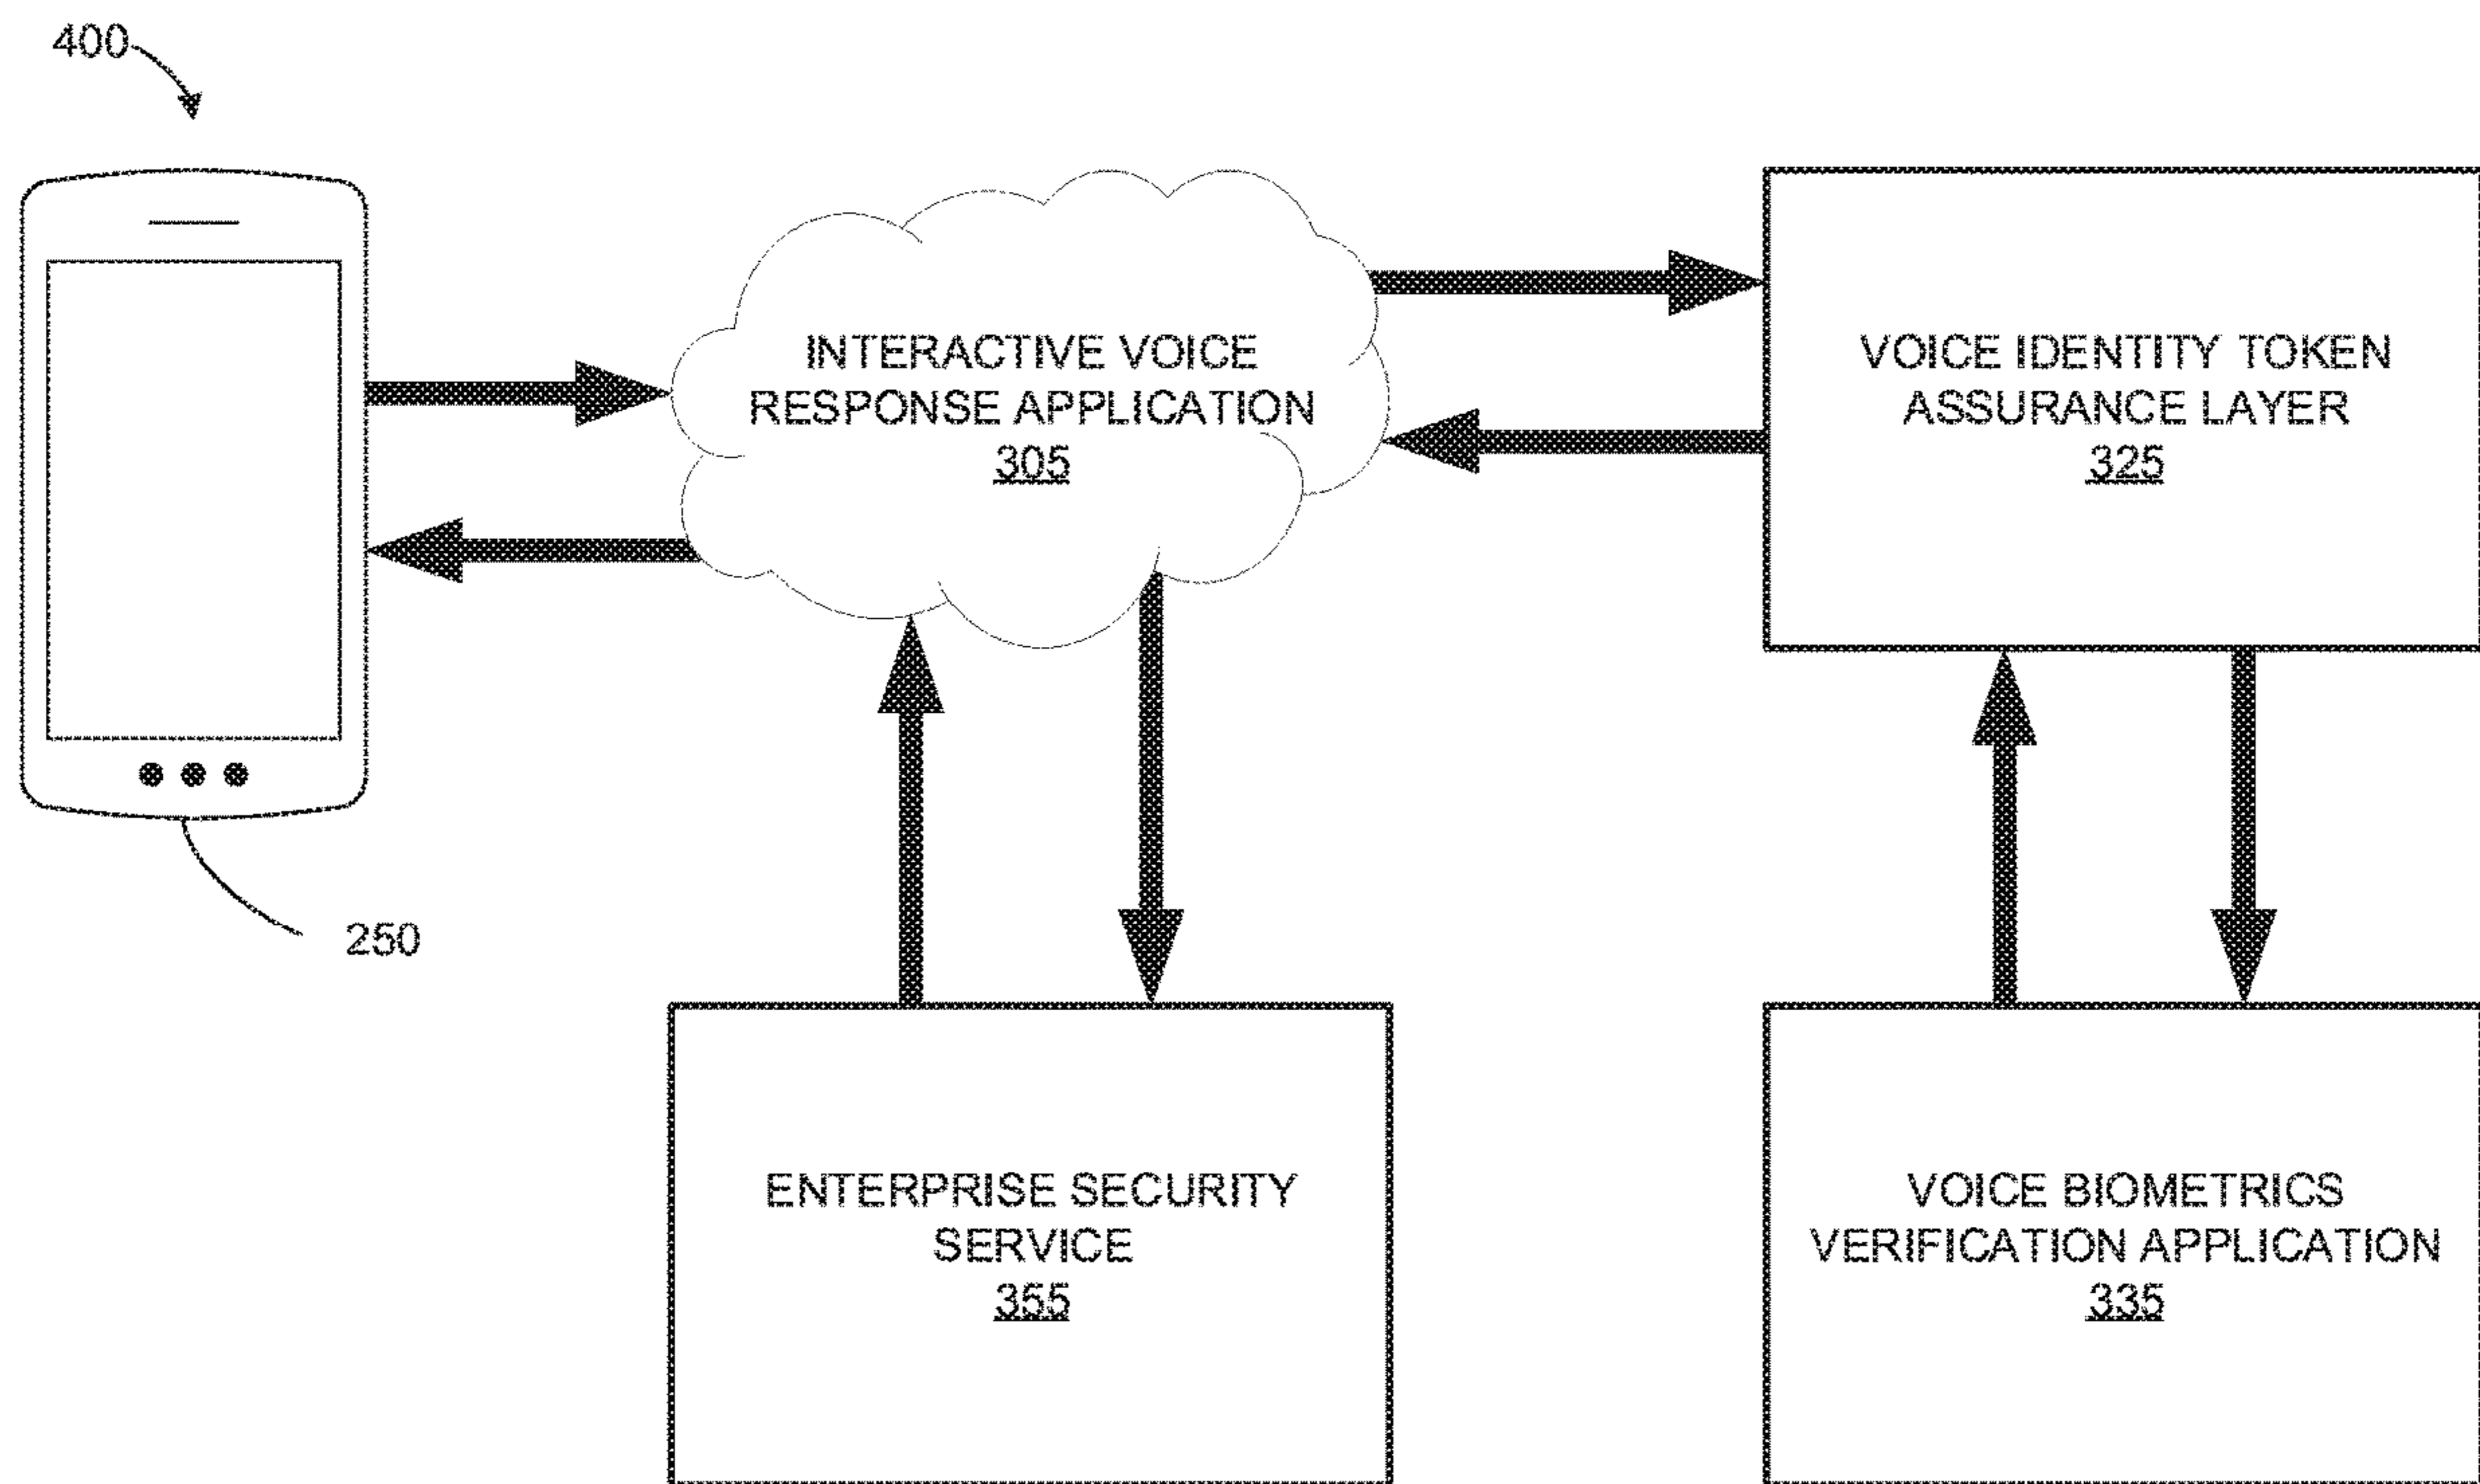 400
INTERACTIVE VOICE
RESPONSE APPLICATION
305
VOICE IDENTITY TOKEN
ASSURANCE LAYER
325
250
ENTERPRISE SECURITY
SERVICE
355
VOICE BIOMETRICS
VERIFICATION APPLICATION
335